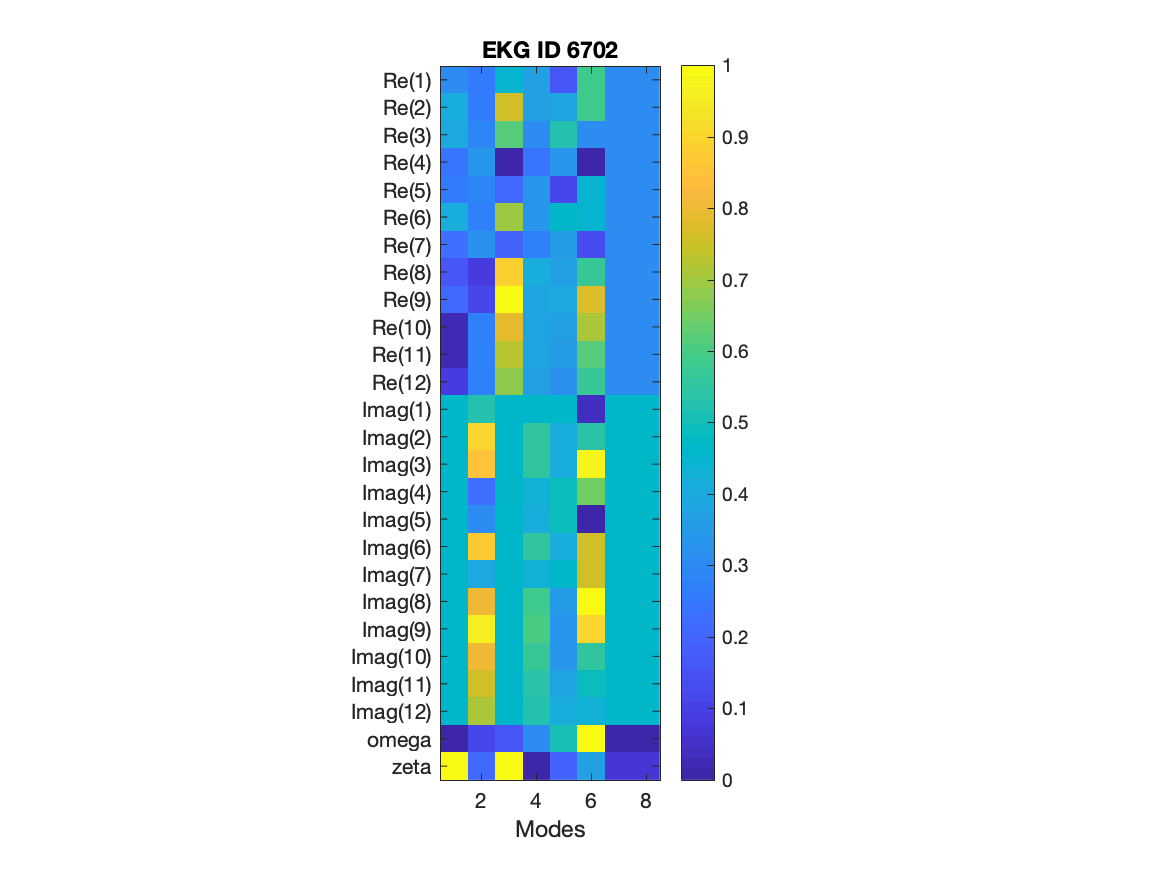 EKG ID 6702
Re(1)
Re(2)
Re(3)
Re(4)
Re(5)
Re(6)
Re(7)
Re(8)
Re(9)
Re(10)
Re(11)
Re(12)
Imag(1)
Imag(2)
Imag(3)
Imag(4)
Imag(5)
Imag(6)
Imag(7)
Imag(8)
Imag(9)
Imag(10)
Imag(11)
Imag(12)
omega
zeta
2 4 6 8
Modes
1
0.9
0.8
0.7
0.6
0.5
0.4
0.3
0.2
0.1
0